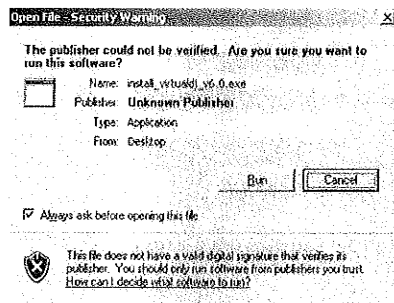 Open File - Security Warning
The publisher could not be verified. Are you sure you want to
run this software?
Name: install_virtualdj_v6.0.exe
Publisher: Unknown Publisher
Type: Application
From: Desktop
Run Cancel
Always ask before opening this file
This file does not have a valid digital signature that verifies its
publisher. You should only run software from publishers you trust.
How can I decide what software to run?